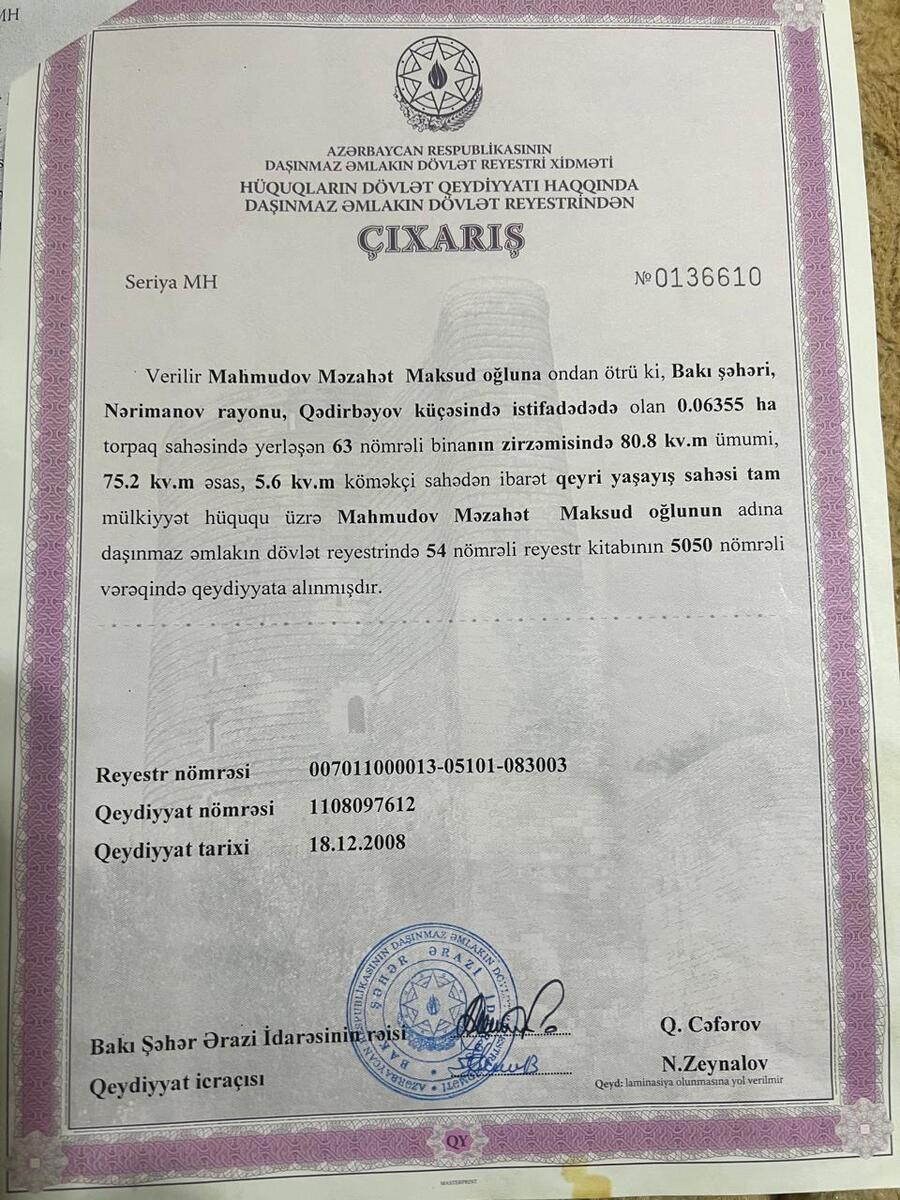 MH
AZƏRBAYCAN RESPUBLİKASININ
DAŞINMAZ ƏMLAKIN DÖVLƏT REYESTRİ XİDMƏTİ
HÜQUQLARIN DÖVLƏT QEYDİYYATI HAQQINDA
DAŞINMAZ ƏMLAKIN DÖVLƏT REYESTRİNDƏN
ÇIXARIŞ
Seriya MH
№ 0136610
Verilir Mahmudov Məzahət Maksud oğluna ondan ötrü ki, Bakı şəhəri,
Nərimanov rayonu, Qədirbəyov küçəsində istifadədədə olan 0.06355 ha
torpaq sahəsində yerləşən 63 nömrəli binanın zirzəmisində 80.8 kv.m ümumi,
75.2 kv.m əsas, 5.6 kv.m köməkçi sahədən ibarət qeyri yaşayış sahəsi tam
mülkiyyət hüququ üzrə Mahmudov Məzahət Maksud oğlunun adına
daşınmaz əmlakın dövlət reyestrində 54 nömrəli reyestr kitabının 5050 nömrəli
vərəqində qeydiyyata alınmışdır.
Reyestr nömrəsi 007011000013-05101-083003
Qeydiyyat nömrəsi 1108097612
Qeydiyyat tarixi 18.12.2008
Bakı Şəhər Ərazi İdarəsinin rəisi Q. Cəfərov
Qeydiyyat icraçısı N.Zeynalov
Qeyd: laminasiya olunmasına yol verilmir
QY
MASTERPRINT